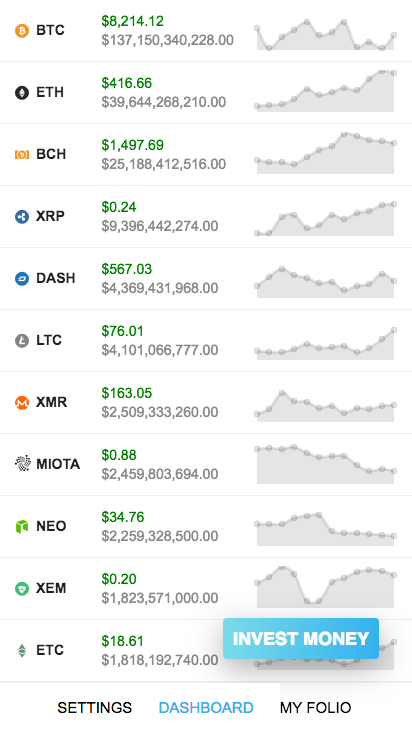 BTC
$8,214.12
$137,150,340,228.00
ETH
$416.66
$39,644,268,210.00
BCH
$1,497.69
$25,188,412,516.00
XRP
$0.24
$9,396,442,274.00
DASH
$567.03
$4,369,431,968.00
LTC
$76.01
$4,101,066,777.00
XMR
$163.05
$2,509,333,260.00
MIOTA
$0.88
$2,459,803,694.00
NEO
$34.76
$2,259,328,500.00
XEM
$0.20
$1,823,571,000.00
ETC
$18.61
$1,818,192,740.00
INVEST MONEY
SETTINGS DASHBOARD MY FOLIO